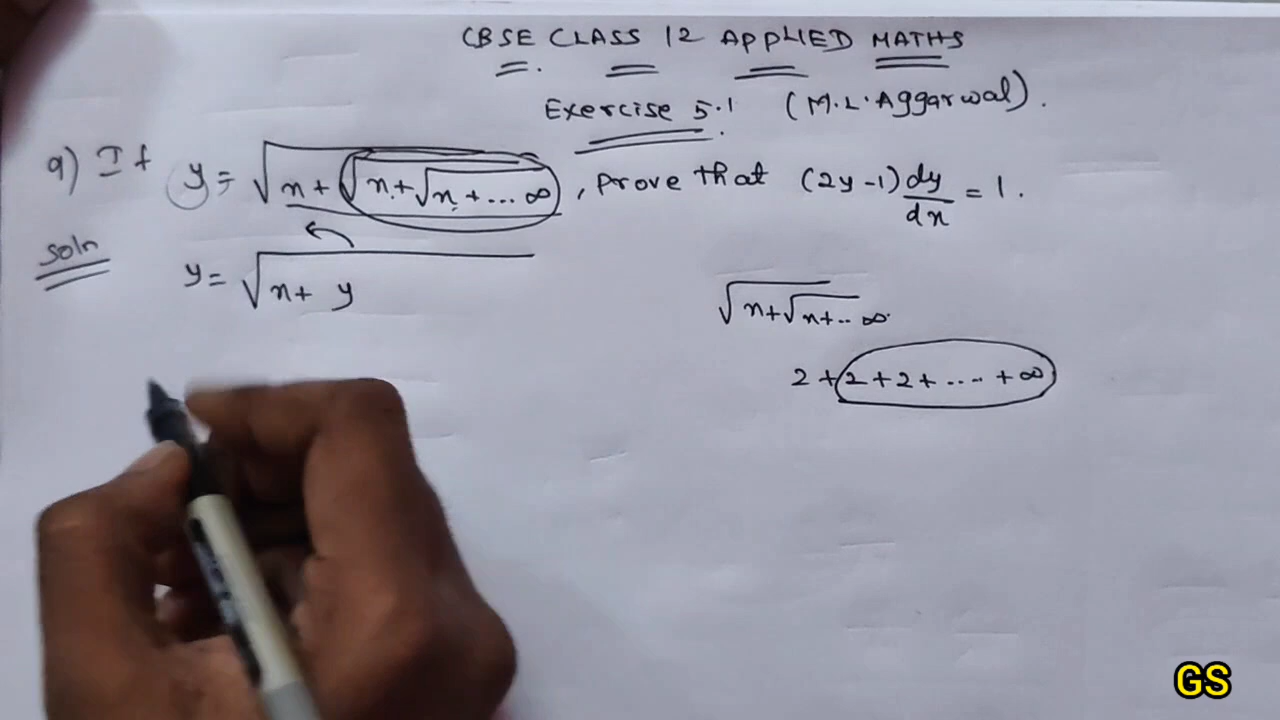 CBSE CLASS 12 APPLIED MATHS
Exercise 5.1 (M.L.Aggarwal).
9) If y = √(x + √(x + √(x + ... ∞))), prove that (2y-1) dy/dx = 1.
Soln
y = √(x + y)
√(x + √(x + .. ∞))
2 + 2 + 2 + .... + ∞
GS